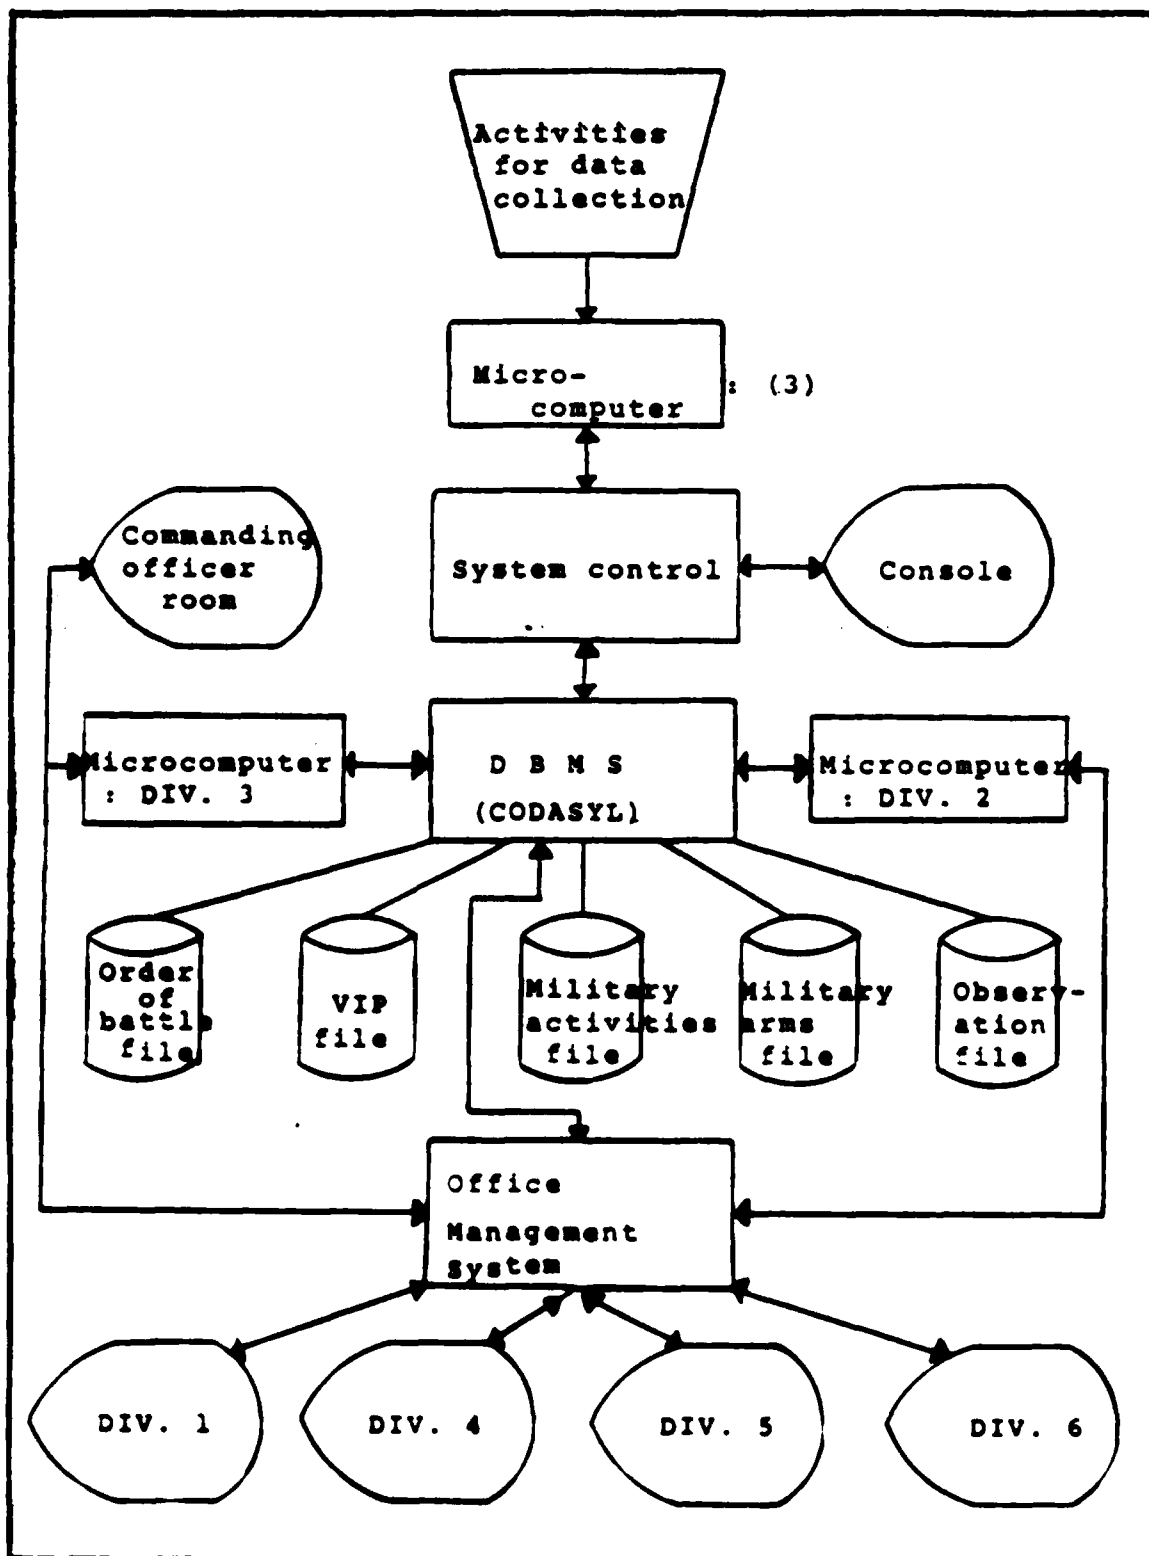 Activities
for data
collection
Micro-
computer
: (3)
Commanding
officer
room
System control
Console
Microcomputer
: DIV. 3
D B M S
(CODASYL)
Microcomputer
: DIV. 2
Order
of
battle
file
VIP
file
Military
activities
file
Military
arms
file
Observ-
ation
file
Office
Management
System
DIV. 1
DIV. 4
DIV. 5
DIV. 6